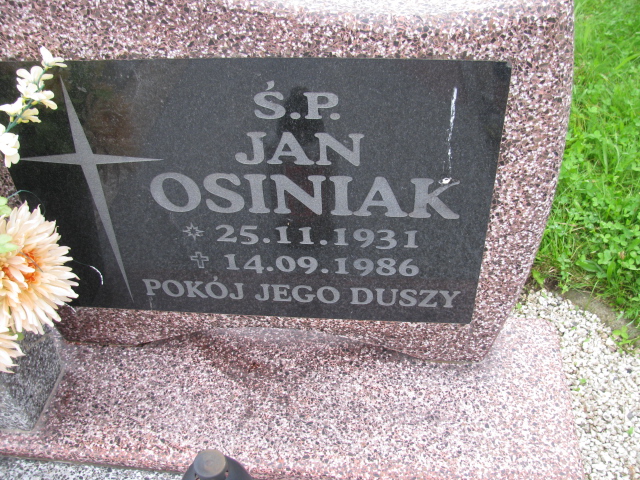 Ś.P.
JAN
OSINIAK
25.11.1931
14.09.1986
POKÓJ JEGO DUSZY